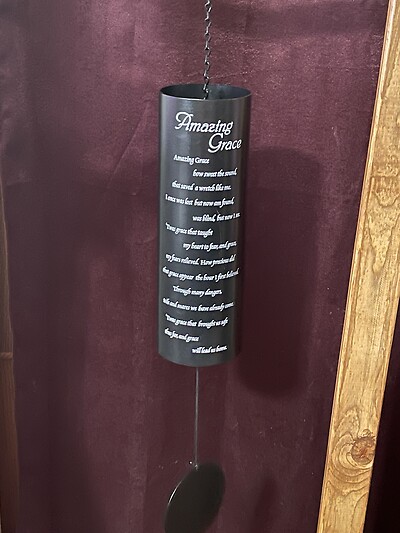 Amazing
Grace
Amazing Grace
how sweet the sound,
that saved a wretch like me.
I once was lost but now am found,
was blind, but now I see.
'Twas grace that taught
my heart to fear, and grace,
my fears relieved. How precious did
that grace appear the hour I first believed.
Through many dangers,
toils and snares we have already come.
'Twas grace that brought us safe
thus far, and grace
will lead us home.